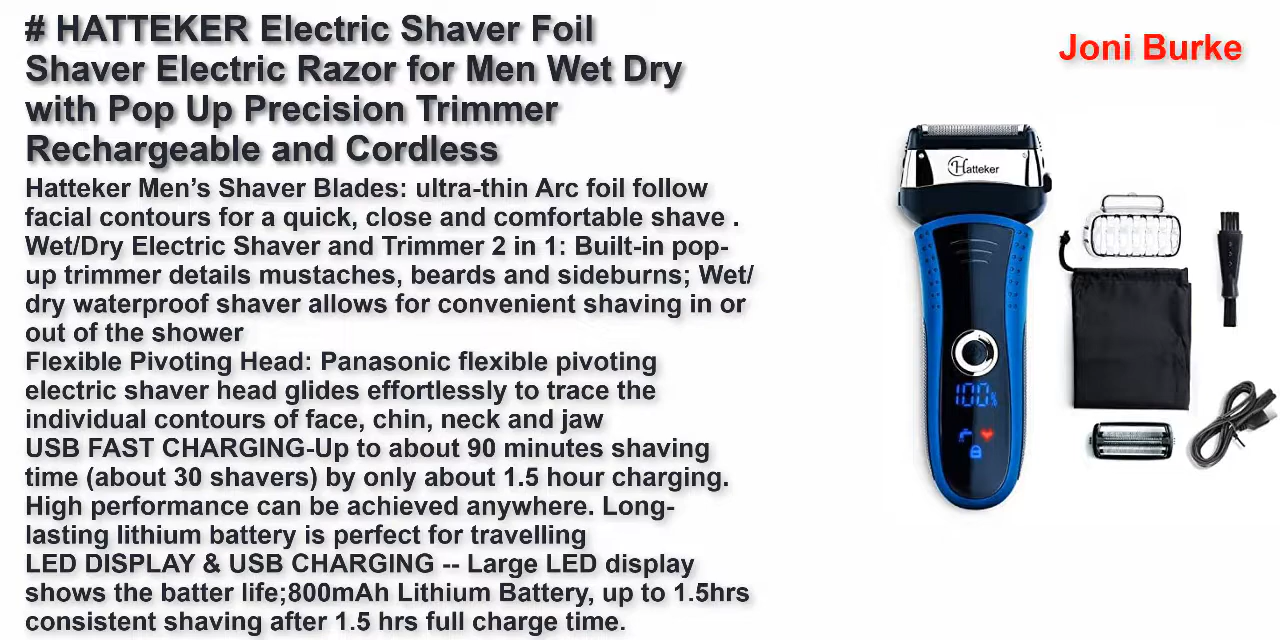 # HATTEKER Electric Shaver Foil
Shaver Electric Razor for Men Wet Dry
with Pop Up Precision Trimmer
Rechargeable and Cordless
Hatteker Men’s Shaver Blades: ultra-thin Arc foil follow
facial contours for a quick, close and comfortable shave .
Wet/Dry Electric Shaver and Trimmer 2 in 1: Built-in pop-
up trimmer details mustaches, beards and sideburns; Wet/
dry waterproof shaver allows for convenient shaving in or
out of the shower
Flexible Pivoting Head: Panasonic flexible pivoting
electric shaver head glides effortlessly to trace the
individual contours of face, chin, neck and jaw
USB FAST CHARGING-Up to about 90 minutes shaving
time (about 30 shavers) by only about 1.5 hour charging.
High performance can be achieved anywhere. Long-
lasting lithium battery is perfect for travelling
LED DISPLAY & USB CHARGING -- Large LED display
shows the batter life;800mAh Lithium Battery, up to 1.5hrs
consistent shaving after 1.5 hrs full charge time.
Joni Burke
Hatteker
100%